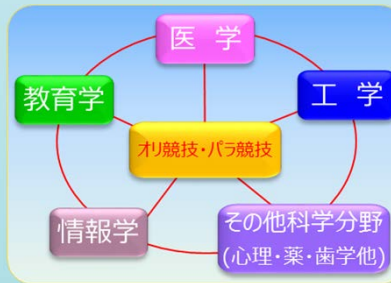 医 学
教育学
工 学
オリ競技・パラ競技
情報学
その他科学分野
(心理・薬・歯学他)